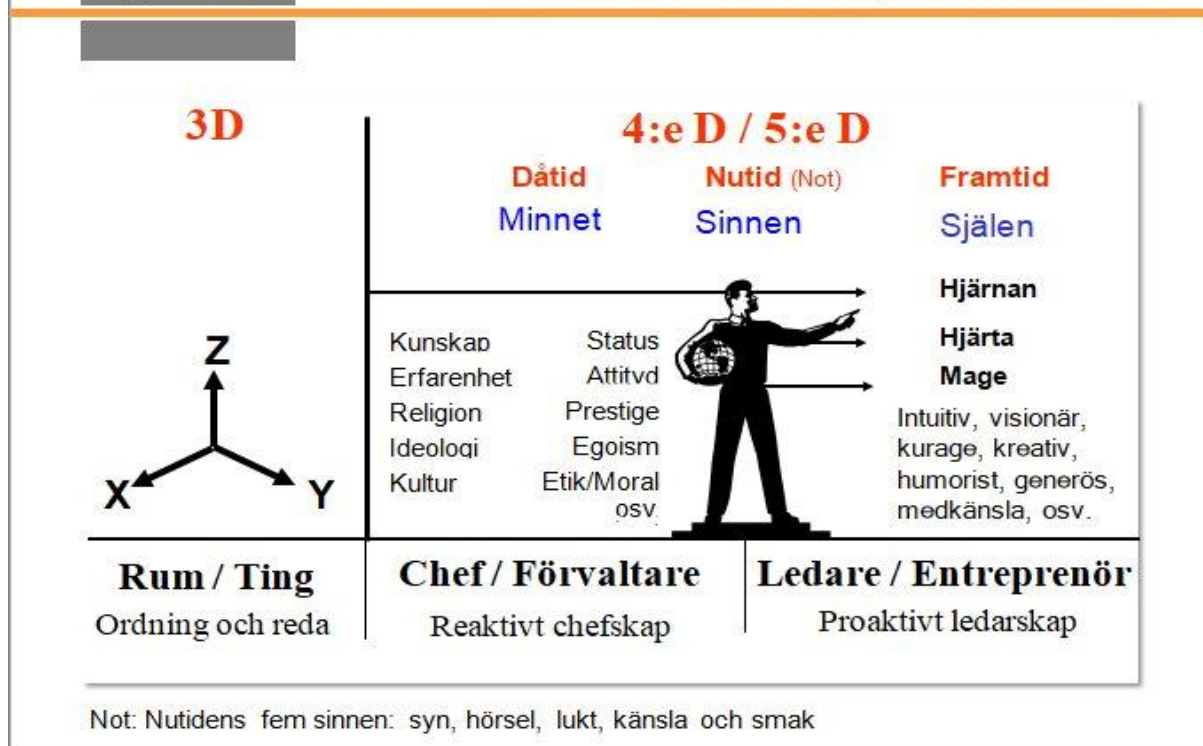 3D
4:e D / 5:e D
Dåtid Nutid (Not) Framtid
Minnet Sinnen Själen
Hjärnan
Hjärta
Mage
Z
X Y
Kunskap Status
Erfarenhet Attityd
Religion Prestige
Ideologi Egoism
Kultur Etik/Moral
osv.
Intuitiv, visionär,
kurage, kreativ,
humorist, generös,
medkänsla, osv.
Rum / Ting Chef / Förvaltare Ledare / Entreprenör
Ordning och reda Reaktivt chefskap Proaktivt ledarskap
Not: Nutidens fem sinnen: syn, hörsel, lukt, känsla och smak